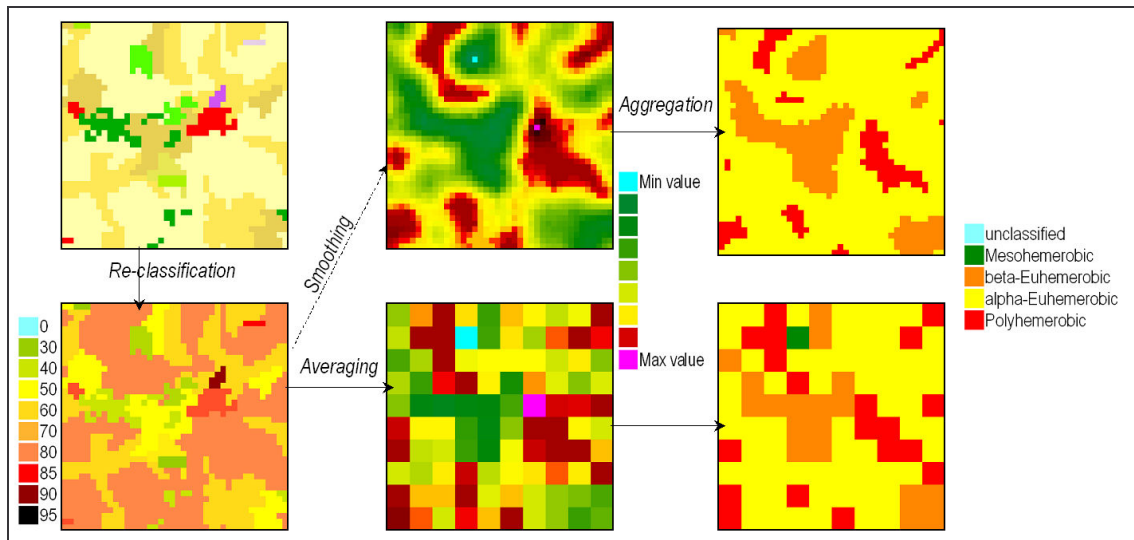 Aggregation
Min value
Smoothing
unclassified
Mesohemerobic
beta-Euhemerobic
alpha-Euhemerobic
Polyhemerobic
Re-classification
0
30
40
50
60
70
80
85
90
95
Averaging
Max value